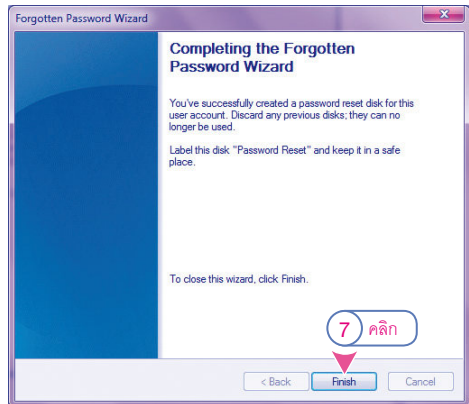 Forgotten Password Wizard
Completing the Forgotten
Password Wizard
You've successfully created a password reset disk for this
user account. Discard any previous disks; they can no
longer be used.
Label this disk "Password Reset" and keep it in a safe
place.
To close this wizard, click Finish.
7 คลิก
< Back Finish Cancel